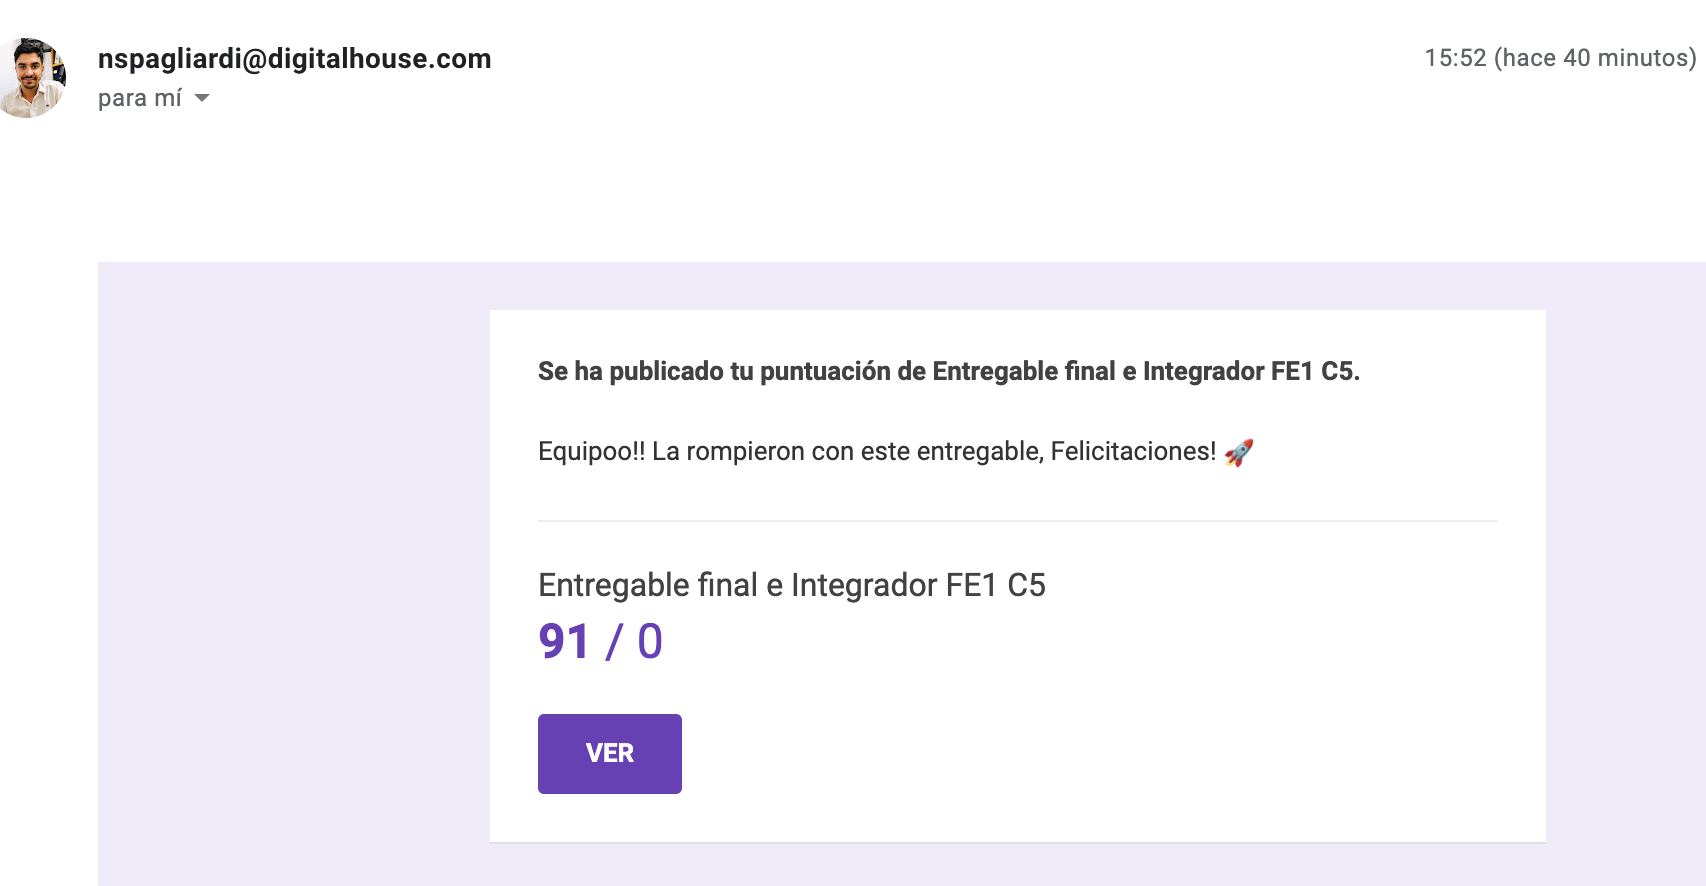 nspagliardi@digitalhouse.com
15:52 (hace 40 minutos)
para mí
Se ha publicado tu puntuación de Entregable final e Integrador FE1 C5.
Equipoo!! La rompieron con este entregable, Felicitaciones! 🚀
Entregable final e Integrador FE1 C5
91 / 0
VER